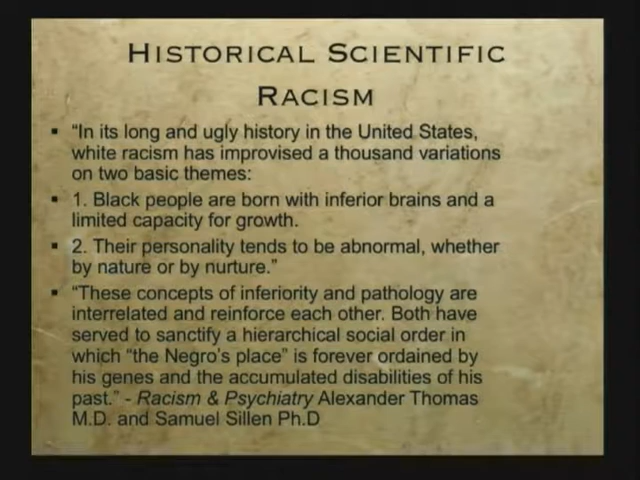 HISTORICAL SCIENTIFIC
RACISM
▪ “In its long and ugly history in the United States,
white racism has improvised a thousand variations
on two basic themes:
▪ 1. Black people are born with inferior brains and a
limited capacity for growth.
▪ 2. Their personality tends to be abnormal, whether
by nature or by nurture.”
▪ “These concepts of inferiority and pathology are
interrelated and reinforce each other. Both have
served to sanctify a hierarchical social order in
which “the Negro’s place” is forever ordained by
his genes and the accumulated disabilities of his
past.” - Racism & Psychiatry Alexander Thomas
M.D. and Samuel Sillen Ph.D